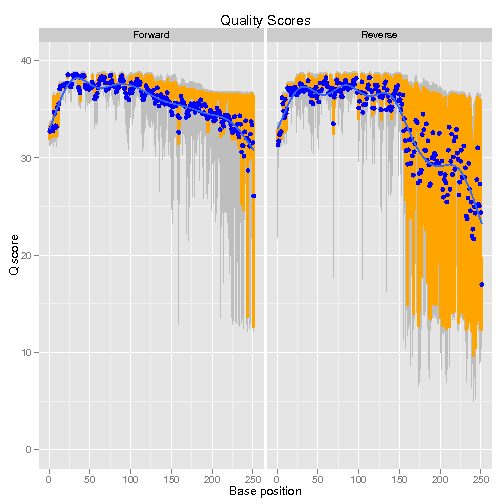 Quality Scores
Forward Reverse
40
30
20
10
0
Q score
0 50 100 150 200 250 0 50 100 150 200 250
Base position